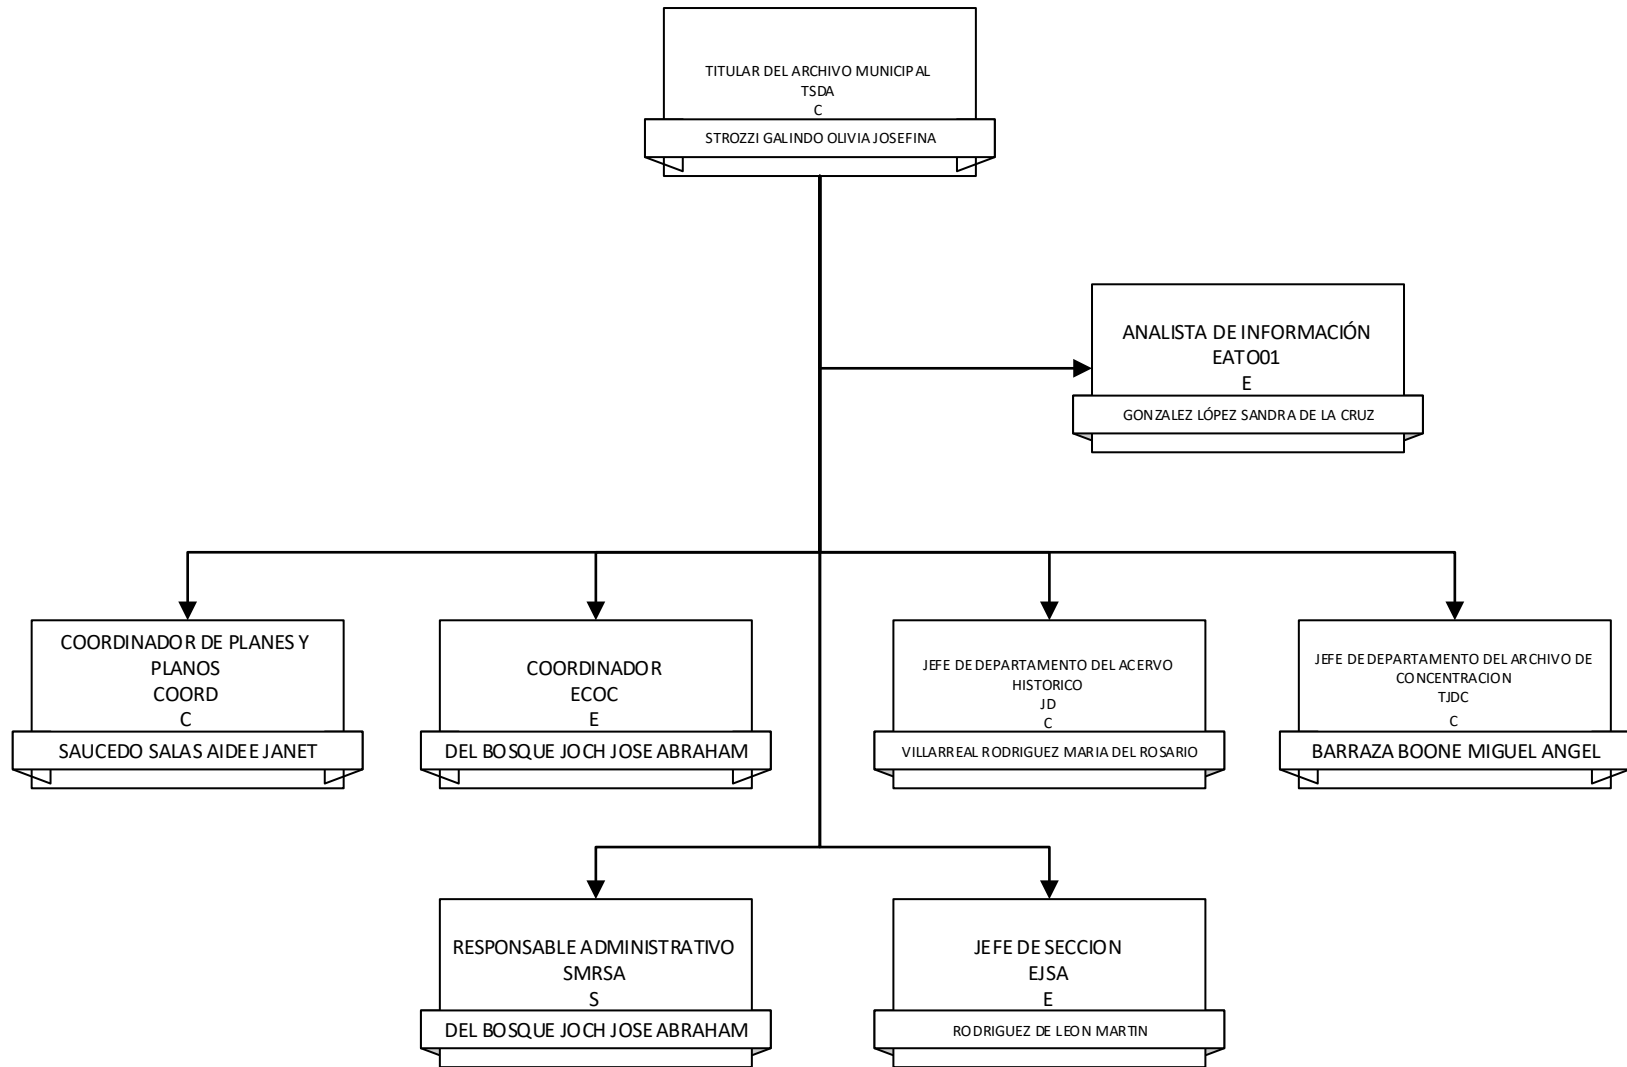 TITULAR DEL ARCHIVO MUNICIPAL
TSDA
C
STROZZI GALINDO OLIVIA JOSEFINA
ANALISTA DE INFORMACIÓN
EATO01
E
GONZALEZ LÓPEZ SANDRA DE LA CRUZ
COORDINADOR DE PLANES Y
PLANOS
COORD
C
SAUCEDO SALAS AIDEE JANET
COORDINADOR
ECOC
E
DEL BOSQUE JOCH JOSE ABRAHAM
JEFE DE DEPARTAMENTO DEL ACERVO
HISTORICO
JD
C
VILLARREAL RODRIGUEZ MARIA DEL ROSARIO
JEFE DE DEPARTAMENTO DEL ARCHIVO DE
CONCENTRACION
TJDC
C
BARRAZA BOONE MIGUEL ANGEL
RESPONSABLE ADMINISTRATIVO
SMRSA
S
DEL BOSQUE JOCH JOSE ABRAHAM
JEFE DE SECCION
EJSA
E
RODRIGUEZ DE LEON MARTIN